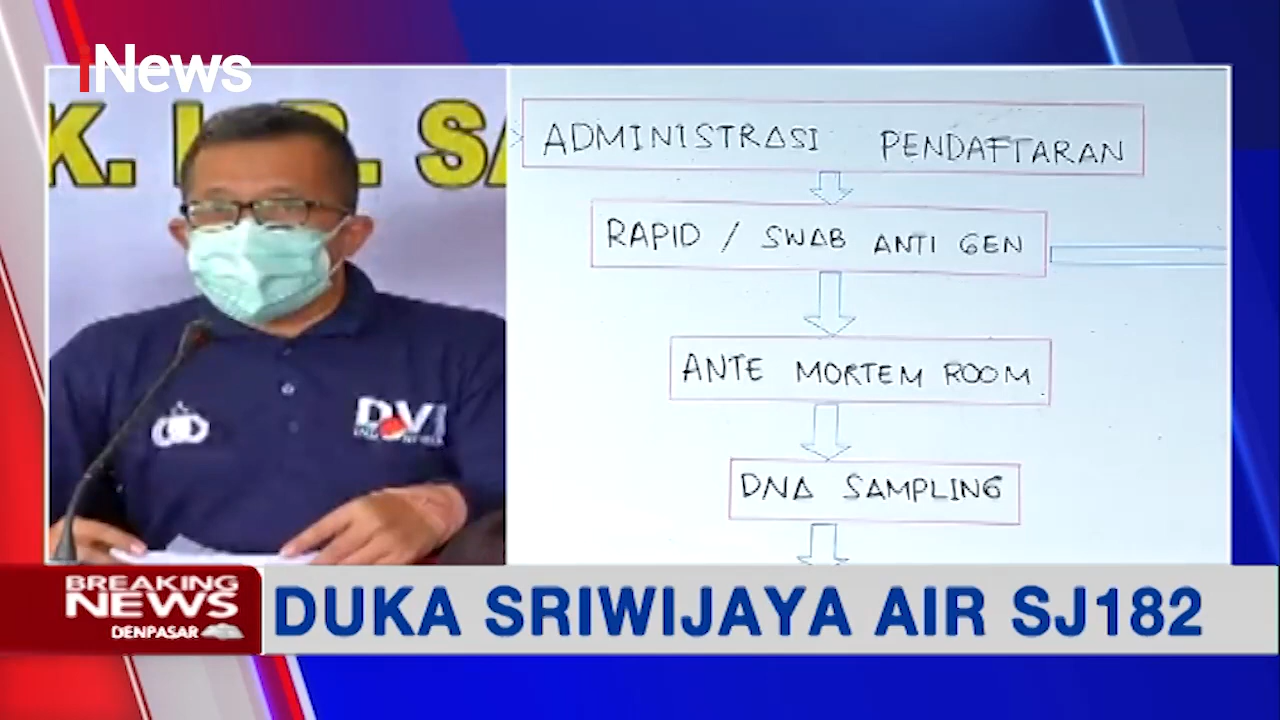 iNews
K. I. R. SA
ADMINISTRASI PENDAFTARAN
RAPID / SWAB ANTI GEN
ANTE MORTEM ROOM
DNA SAMPLING
DVI
BREAKING
NEWS
DENPASAR
DUKA SRIWIJAYA AIR SJ182